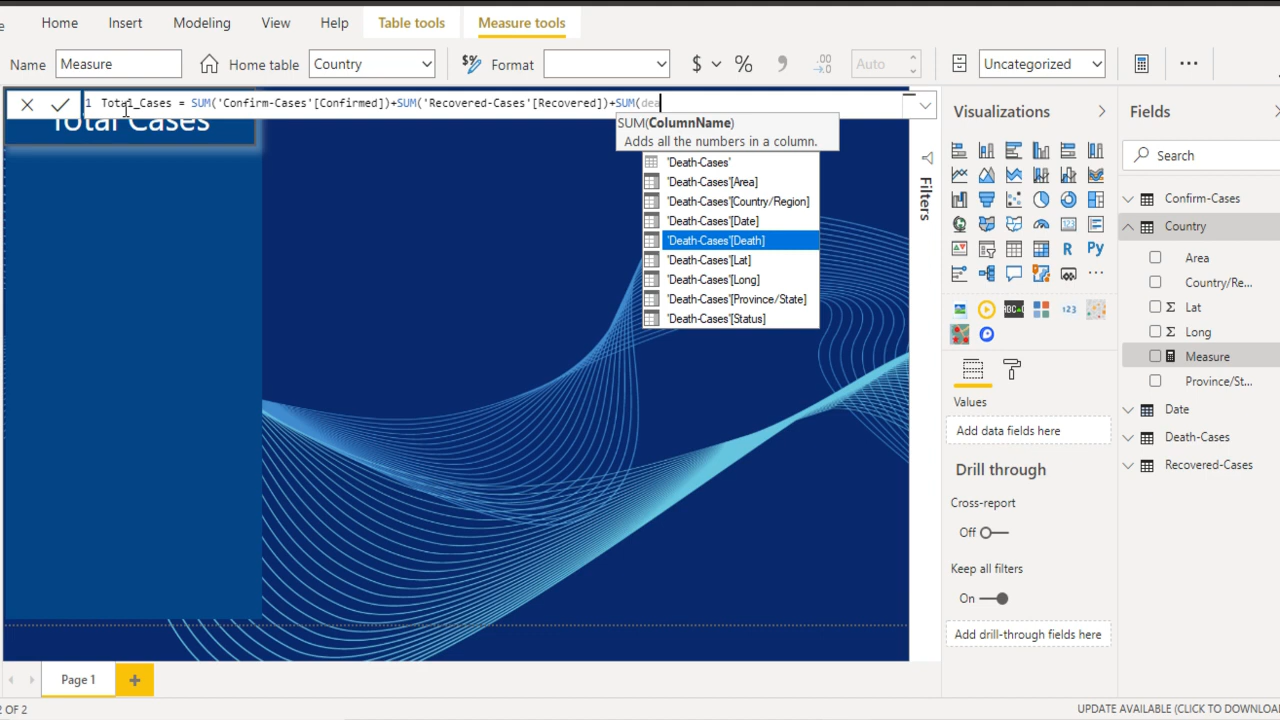 Home Insert Modeling View Help Table tools Measure tools
Name Measure Home table Country Format $ % 9 .00 Auto Uncategorized
1 Total_Cases = SUM('Confirm-Cases'[Confirmed])+SUM('Recovered-Cases'[Recovered])+SUM(dea
Total Cases
SUM(ColumnName)
Adds all the numbers in a column.
'Death-Cases'
'Death-Cases'[Area]
'Death-Cases'[Country/Region]
'Death-Cases'[Date]
'Death-Cases'[Death]
'Death-Cases'[Lat]
'Death-Cases'[Long]
'Death-Cases'[Province/State]
'Death-Cases'[Status]
Filters
Visualizations
R Py
ABC 123
Values
Add data fields here
Drill through
Cross-report
Off
Keep all filters
On
Add drill-through fields here
Fields
Search
Confirm-Cases
Country
Area
Country/Re...
Σ Lat
Σ Long
Measure
Province/St...
Date
Death-Cases
Recovered-Cases
Page 1
2 OF 2
UPDATE AVAILABLE (CLICK TO DOWNLOA